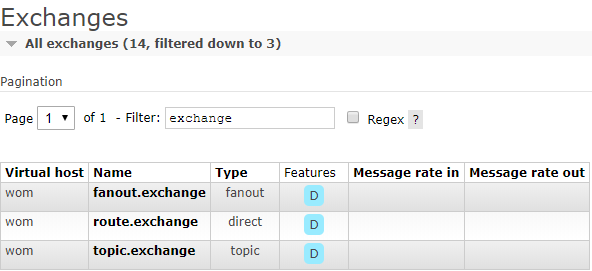 Exchanges
All exchanges (14, filtered down to 3)
Pagination
Page 1 of 1 - Filter: exchange Regex ?
Virtual host Name Type Features Message rate in Message rate out
wom fanout.exchange fanout D
wom route.exchange direct D
wom topic.exchange topic D